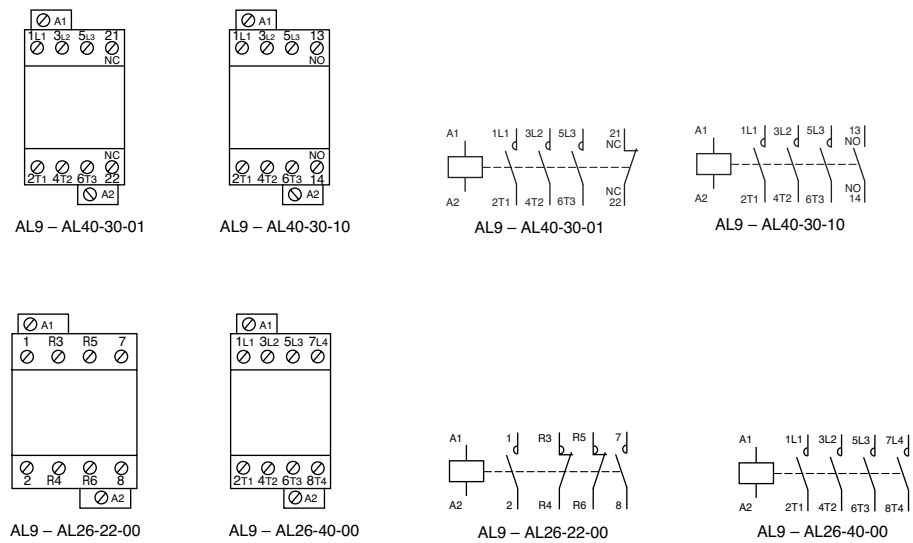 A1
1L1 3L2 5L3 21
NC
NC
2T1 4T2 6T3 22
A2
AL9 – AL40-30-01
A1
1L1 3L2 5L3 13
NO
NO
2T1 4T2 6T3 14
A2
AL9 – AL40-30-10
A1 1L1 3L2 5L3 21
NC
NC
A2 2T1 4T2 6T3 22
AL9 – AL40-30-01
A1 1L1 3L2 5L3 13
NO
NO
A2 2T1 4T2 6T3 14
AL9 – AL40-30-10
A1
1 R3 R5 7
2 R4 R6 8
A2
AL9 – AL26-22-00
A1
1L1 3L2 5L3 7L4
2T1 4T2 6T3 8T4
A2
AL9 – AL26-40-00
A1 1 R3 R5 7
A2 2 R4 R6 8
AL9 – AL26-22-00
A1 1L1 3L2 5L3 7L4
A2 2T1 4T2 6T3 8T4
AL9 – AL26-40-00